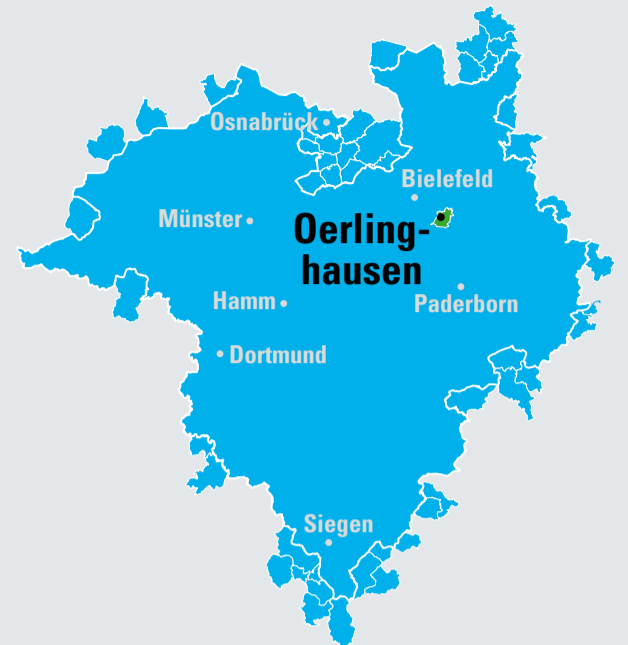 Osnabrück
Bielefeld
Münster
Oerling-
hausen
Hamm
Paderborn
Dortmund
Siegen